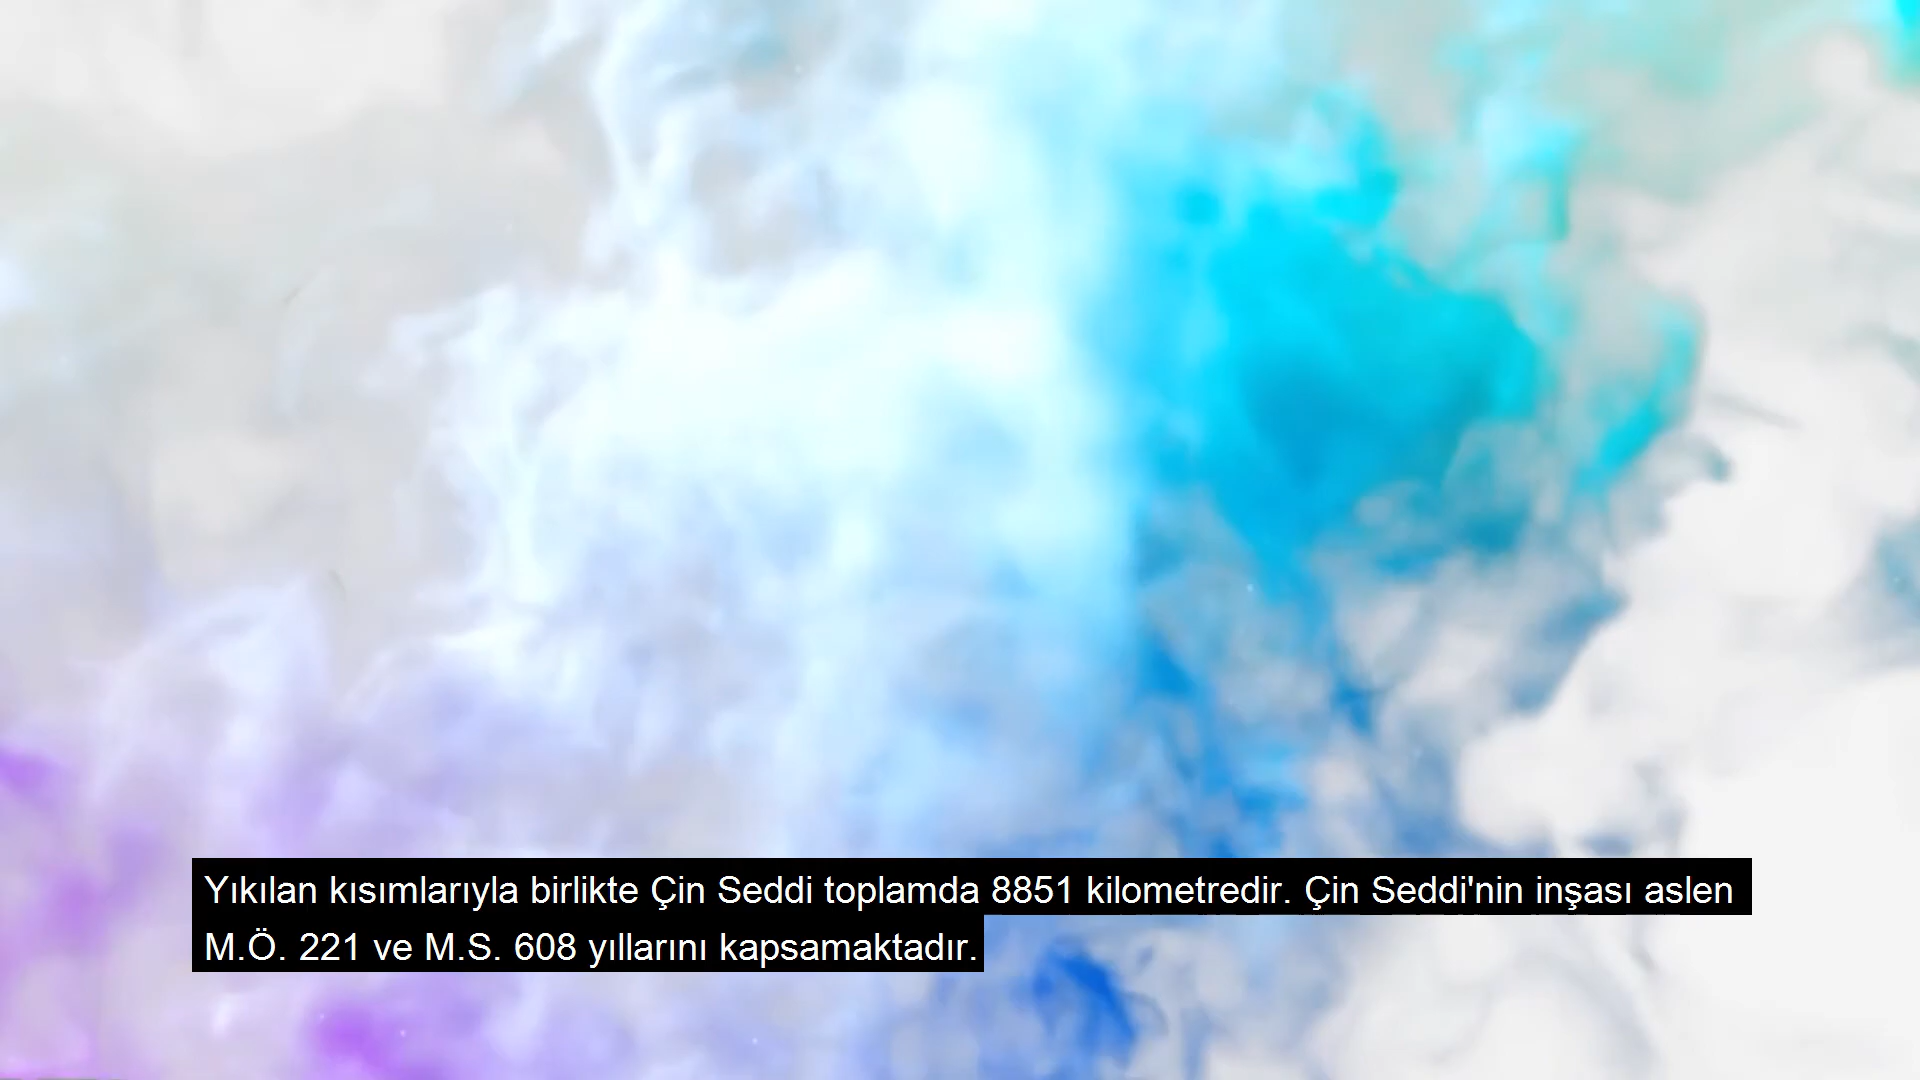 Yıkılan kısımlarıyla birlikte Çin Seddi toplamda 8851 kilometredir. Çin Seddi'nin inşası aslen
M.Ö. 221 ve M.S. 608 yıllarını kapsamaktadır.